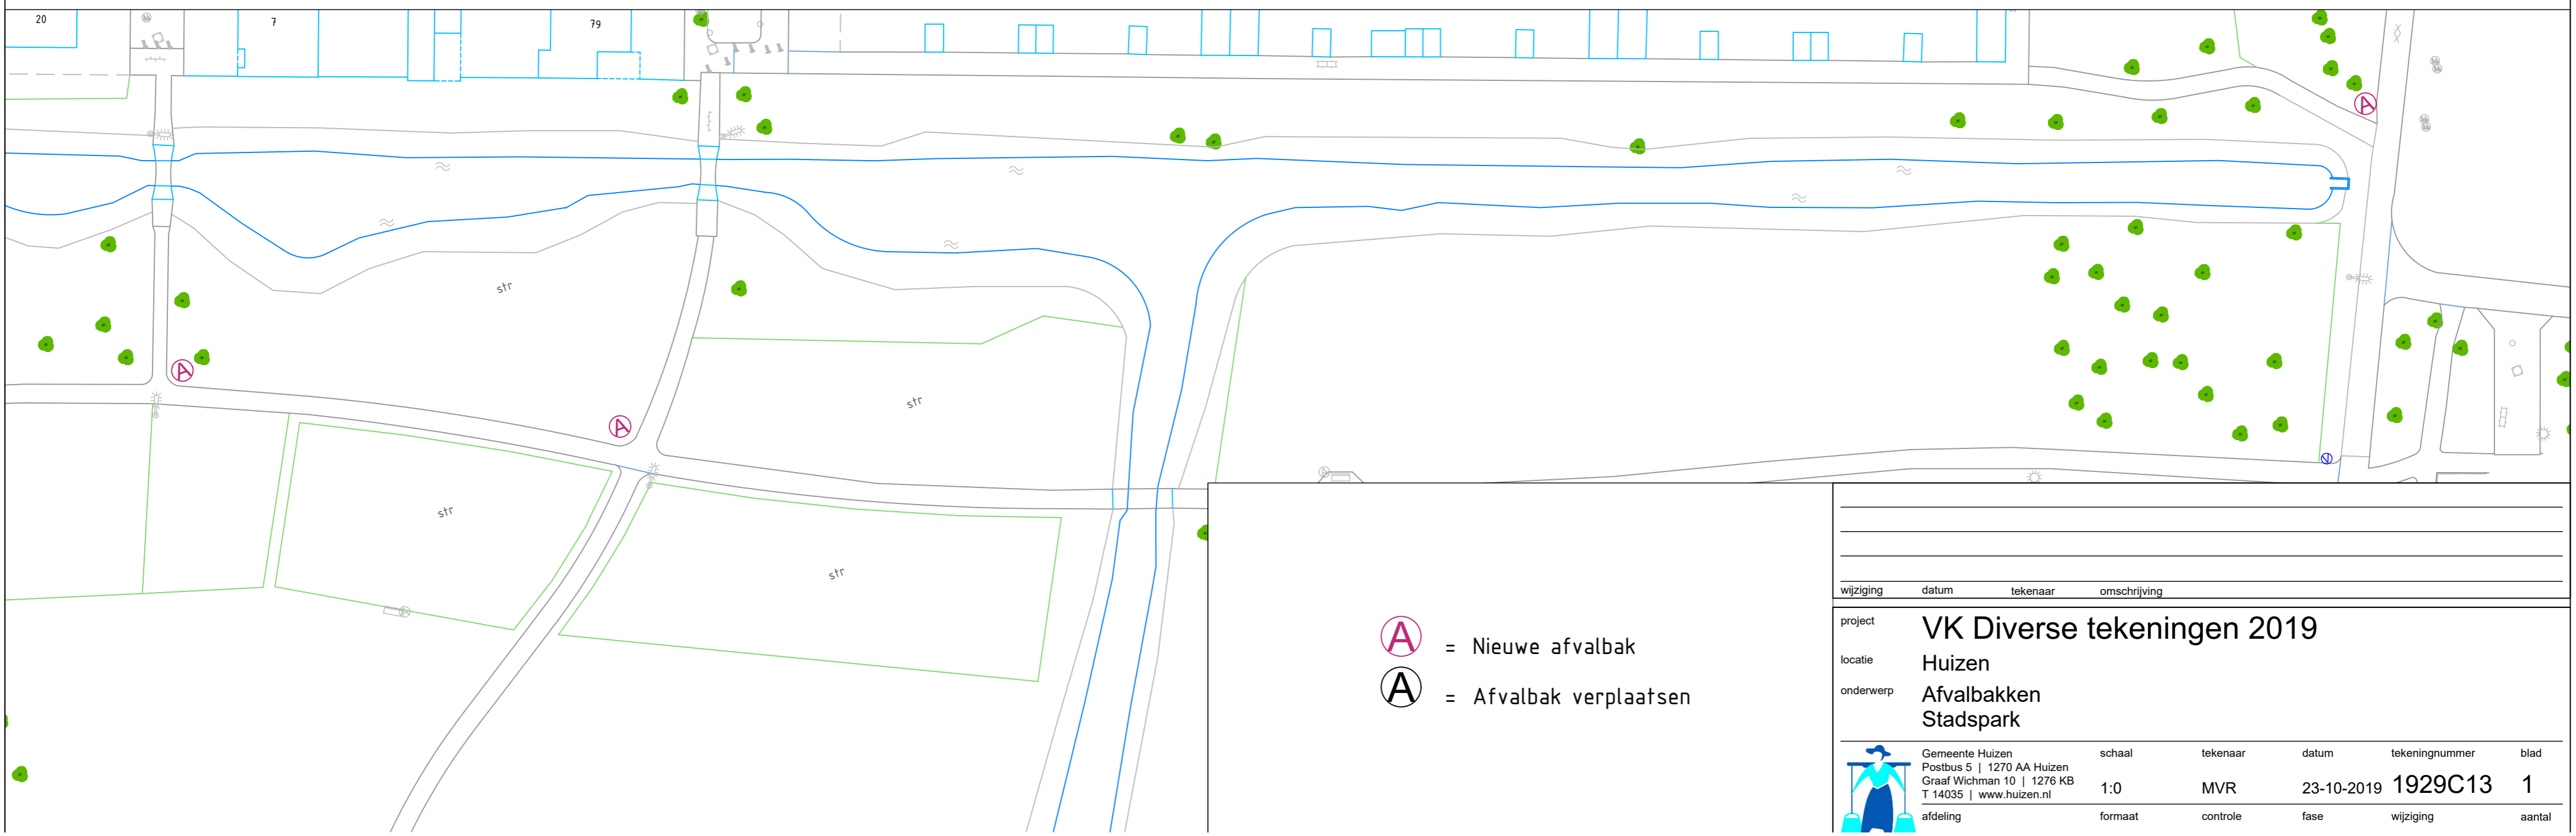 20
7
79
A
A
A
str
str
str
str
V
A = Nieuwe afvalbak
A = Afvalbak verplaatsen
wijziging datum tekenaar omschrijving
project VK Diverse tekeningen 2019
locatie Huizen
onderwerp Afvalbakken
Stadspark
Gemeente Huizen
Postbus 5 | 1270 AA Huizen
Graaf Wichman 10 | 1276 KB
T 14035 | www.huizen.nl
schaal tekenaar datum tekeningnummer blad
1:0 MVR 23-10-2019 1929C13 1
afdeling formaat controle fase wijziging aantal